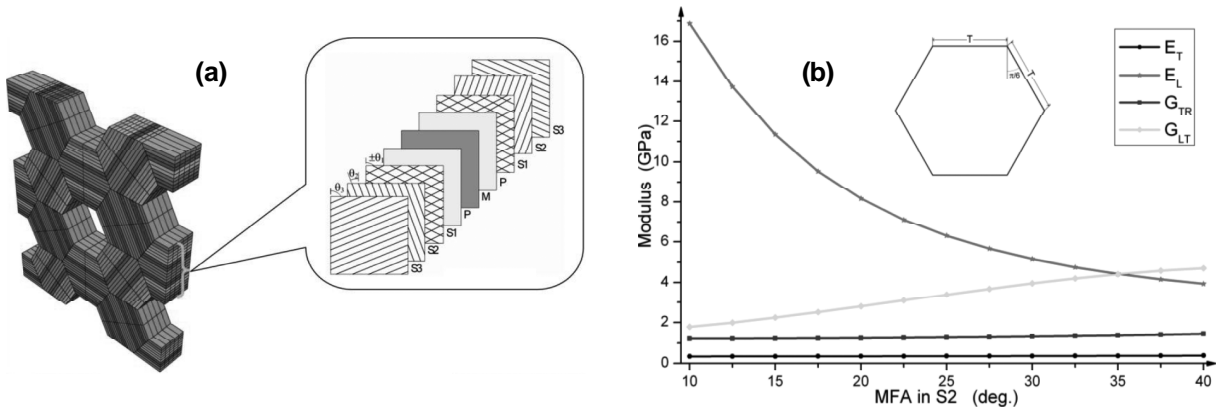 (a)
±θ1
θ2
θ3
S3
S2
S1
P
M
P
S1
S2
S3
(b)
Modulus (GPa)
16
14
12
10
8
6
4
2
0
10
15
20
25
30
35
40
MFA in S2 (deg.)
T
T
π/6
E_T
E_L
G_TR
G_LT